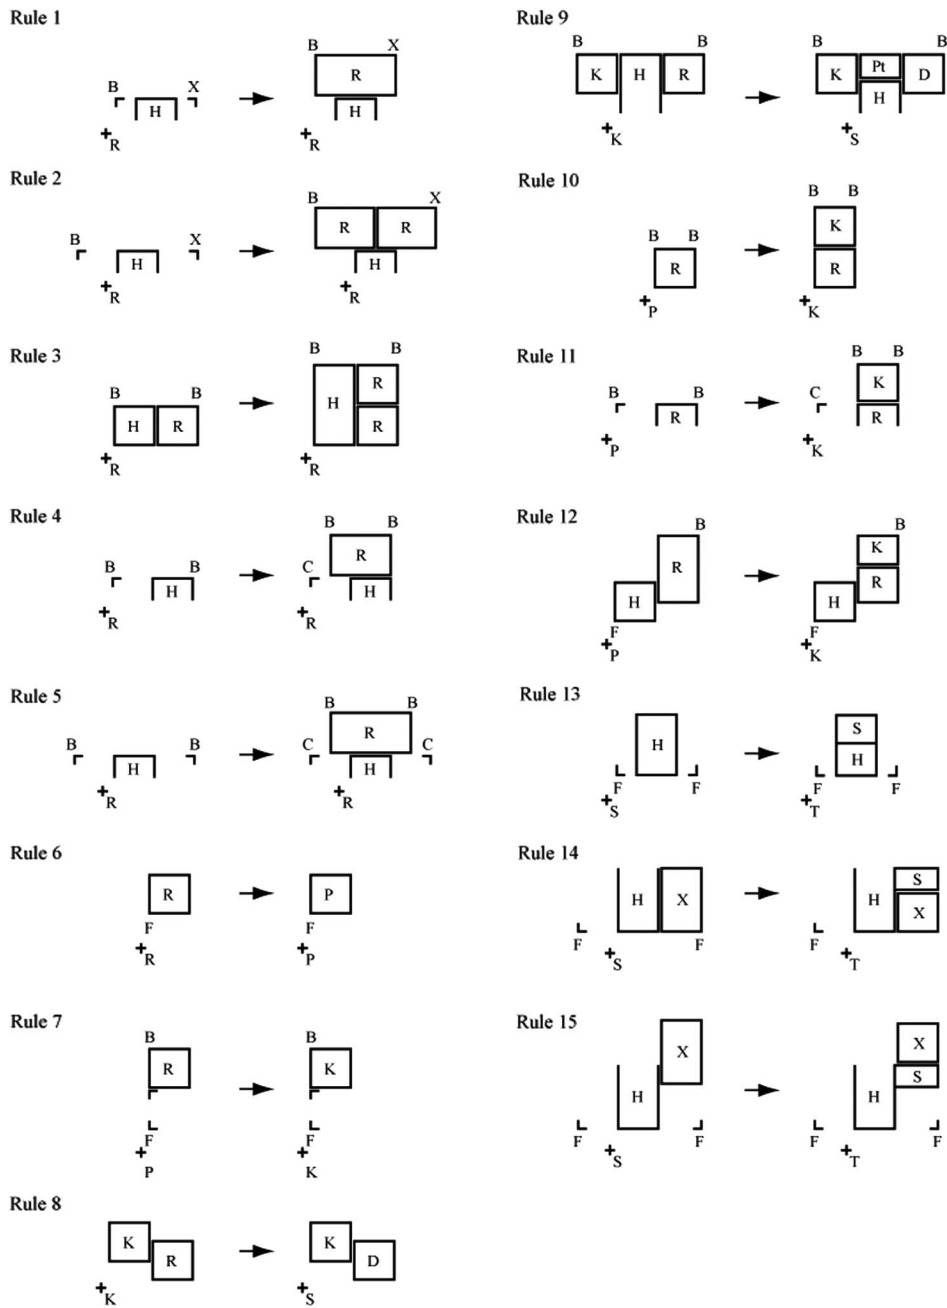 Rule 1
B X
R
B X
H H
R R
Rule 2
B X
R R
B X
H H
R R
Rule 3
B B
R
B B
H
H R R
R R
Rule 4
B B
R
B B C
H H
R R
Rule 5
B B
R
B B C C
H H
R R
Rule 6
R P
F F
R P
Rule 7
B B
R K
F F
P K
Rule 8
K K
R D
K S
Rule 9
B B B B
K H R K Pt D
H
K S
Rule 10
B B
K
B B
R R
P K
Rule 11
B B
K
B B C
R R
P K
Rule 12
B B
K
R R
H H
F F
P K
Rule 13
S
H H
F F F F
S T
Rule 14
S
H X H X
F F F F
S T
Rule 15
X X
S
H H
F F F F
S T